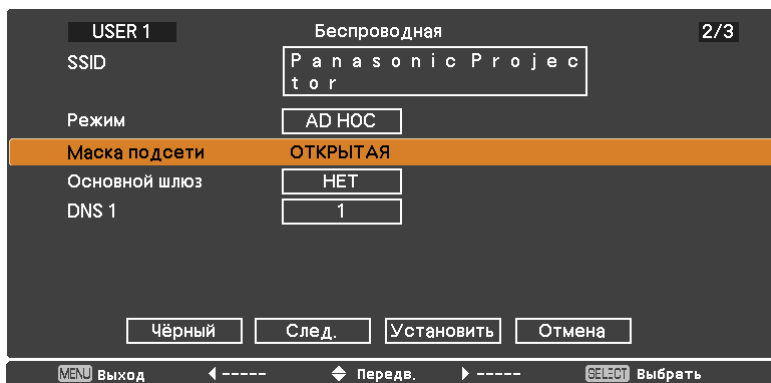 USER 1 Беспроводная 2/3
SSID Panasonic Projec
tor
Режим AD HOC
Маска подсети ОТКРЫТАЯ
Основной шлюз НЕТ
DNS 1 1
Чёрный След. Установить Отмена
MENU Выход ----- Передв. ----- SELECT Выбрать